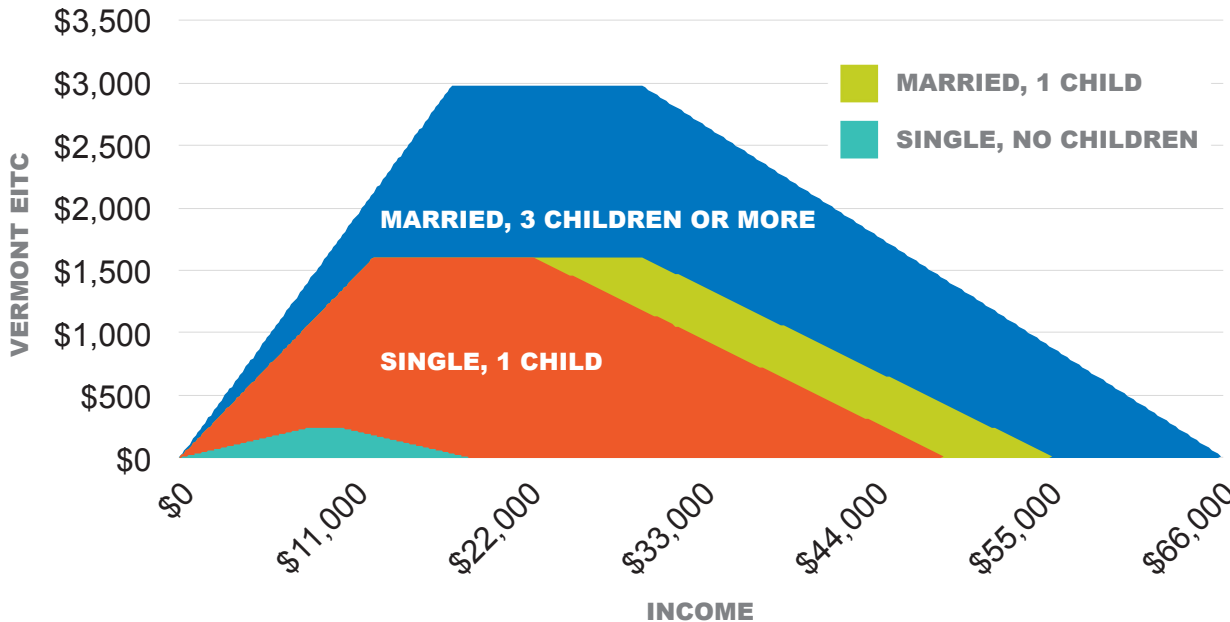 $3,500
$3,000
$2,500
$2,000
$1,500
$1,000
$500
$0
VERMONT EITC
MARRIED, 1 CHILD
SINGLE, NO CHILDREN
MARRIED, 3 CHILDREN OR MORE
SINGLE, 1 CHILD
$0
$11,000
$22,000
$33,000
$44,000
$55,000
$66,000
INCOME